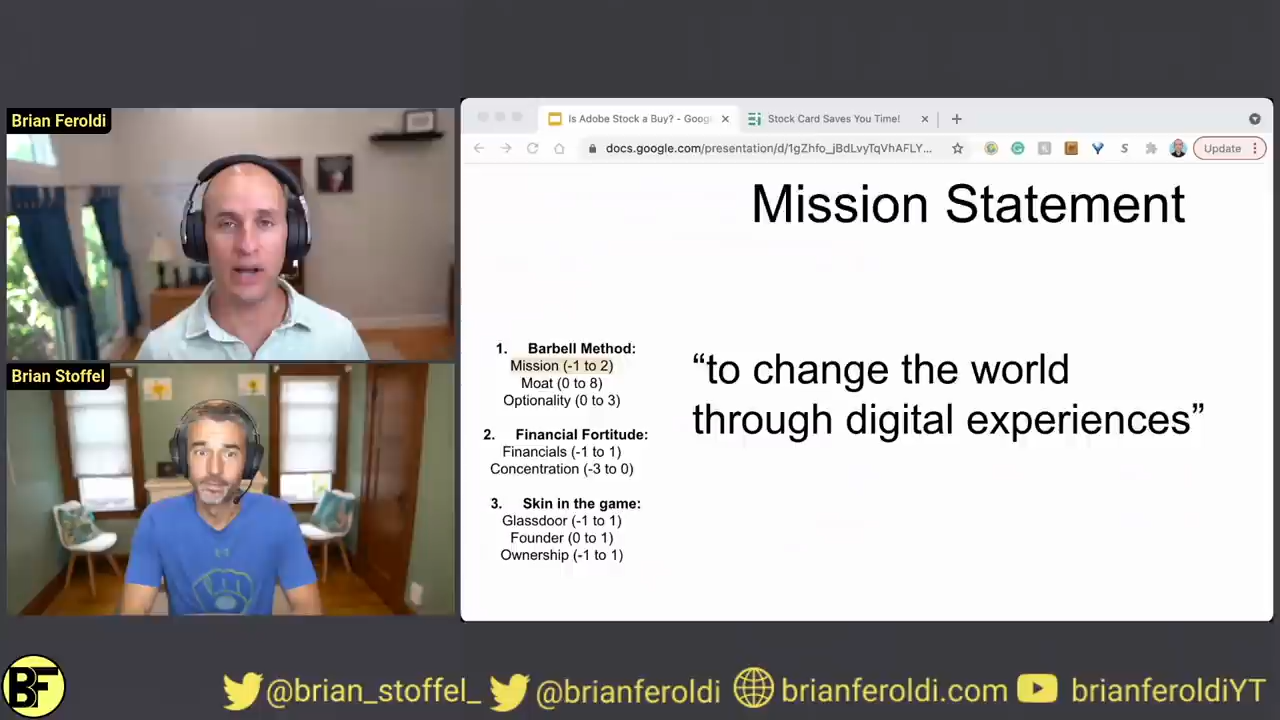 Brian Feroldi
Brian Stoffel
Is Adobe Stock a Buy? - Goog
Stock Card Saves You Time!
docs.google.com/presentation/d/1gZhfo_jBdLvyTqVhAFLY...
Update
Mission Statement
1. Barbell Method:
Mission (-1 to 2)
Moat (0 to 8)
Optionality (0 to 3)
2. Financial Fortitude:
Financials (-1 to 1)
Concentration (-3 to 0)
3. Skin in the game:
Glassdoor (-1 to 1)
Founder (0 to 1)
Ownership (-1 to 1)
“to change the world
through digital experiences”
BF
@brian_stoffel_
@brianferoldi
brianferoldi.com
brianferoldiYT